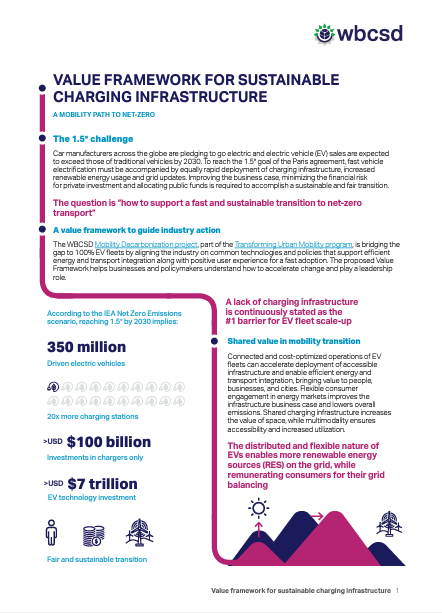 wbcsd
VALUE FRAMEWORK FOR SUSTAINABLE
CHARGING INFRASTRUCTURE
A MOBILITY PATH TO NET-ZERO
The 1.5° challenge
Car manufacturers across the globe are pledging to go electric and electric vehicle (EV) sales are expected
to exceed those of traditional vehicles by 2030. To reach the 1.5° goal of the Paris agreement, fast vehicle
electrification must be accompanied by equally rapid deployment of charging infrastructure, increased
renewable energy usage and grid updates. Improving the business case, minimizing the financial risk
for private investment and allocating public funds is required to accomplish a sustainable and fair transition.
The question is "how to support a fast and sustainable transition to net-zero
transport"
A value framework to guide industry action
The WBCSD Mobility Decarbonization project, part of the Transforming Urban Mobility program, is bridging the
gap to 100% EV fleets by aligning the industry on common technologies and policies that support efficient
energy and transport integration along with positive user experience for a fast adoption. The proposed Value
Framework helps businesses and policymakers understand how to accelerate change and play a leadership
role.
According to the IEA Net Zero Emissions
scenario, reaching 1.5° by 2030 implies:
350 million
Driven electric vehicles
20x more charging stations
>USD $100 billion
Investments in chargers only
>USD $7 trillion
EV technology investment
Fair and sustainable transition
A lack of charging infrastructure
is continuously stated as the
#1 barrier for EV fleet scale-up
Shared value in mobility transition
Connected and cost-optimized operations of EV
fleets can accelerate deployment of accessible
infrastructure and enable efficient energy and
transport integration, bringing value to people,
businesses, and cities. Flexible consumer
engagement in energy markets improves the
infrastructure business case and lowers overall
emissions. Shared charging infrastructure increases
the value of space, while multimodality ensures
accessibility and increased utilization.
The distributed and flexible nature of
EVs enables more renewable energy
sources (RES) on the grid, while
remunerating consumers for their grid
balancing
Value framework for sustainable charging infrastructure 1